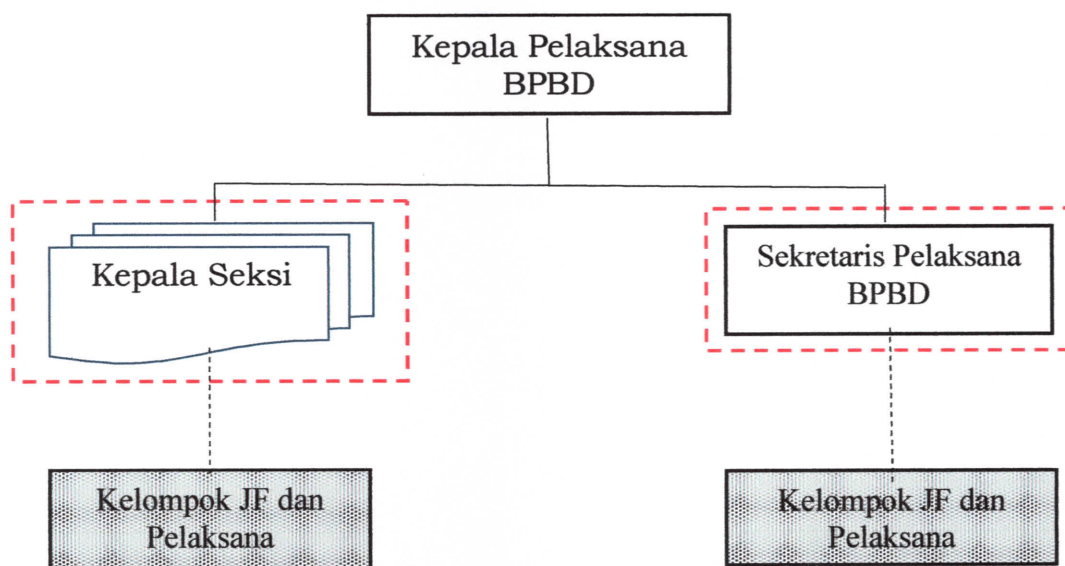 Kepala Pelaksana
BPBD
Kepala Seksi
Sekretaris Pelaksana
BPBD
Kelompok JF dan
Pelaksana
Kelompok JF dan
Pelaksana